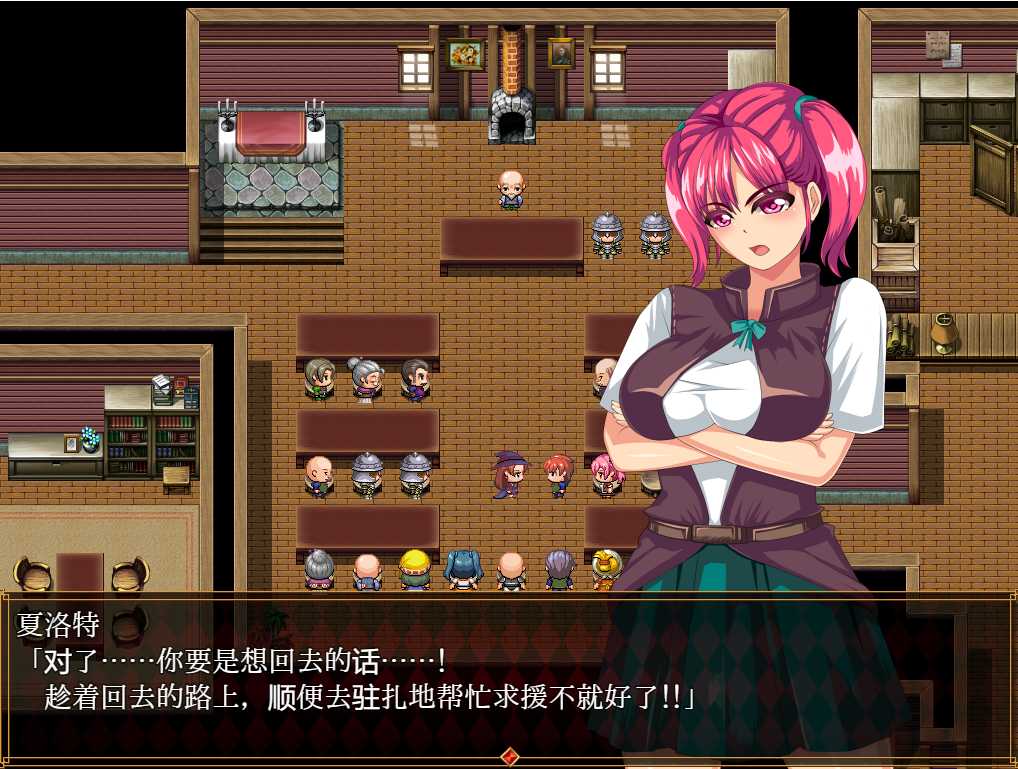 夏洛特
「对了……你要是想回去的话……！
趁着回去的路上，顺便去驻扎地帮忙求援不就好了!!」